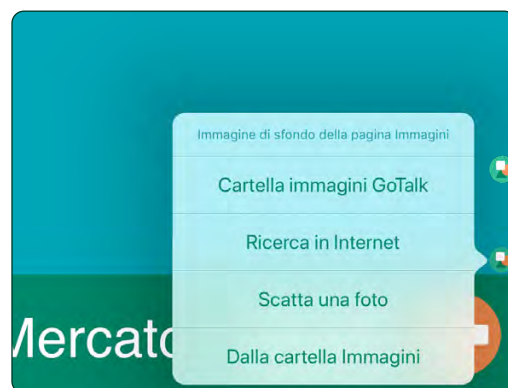 Immagine di sfondo della pagina Immagini
Cartella immagini GoTalk
Ricerca in Internet
Scatta una foto
Dalla cartella Immagini